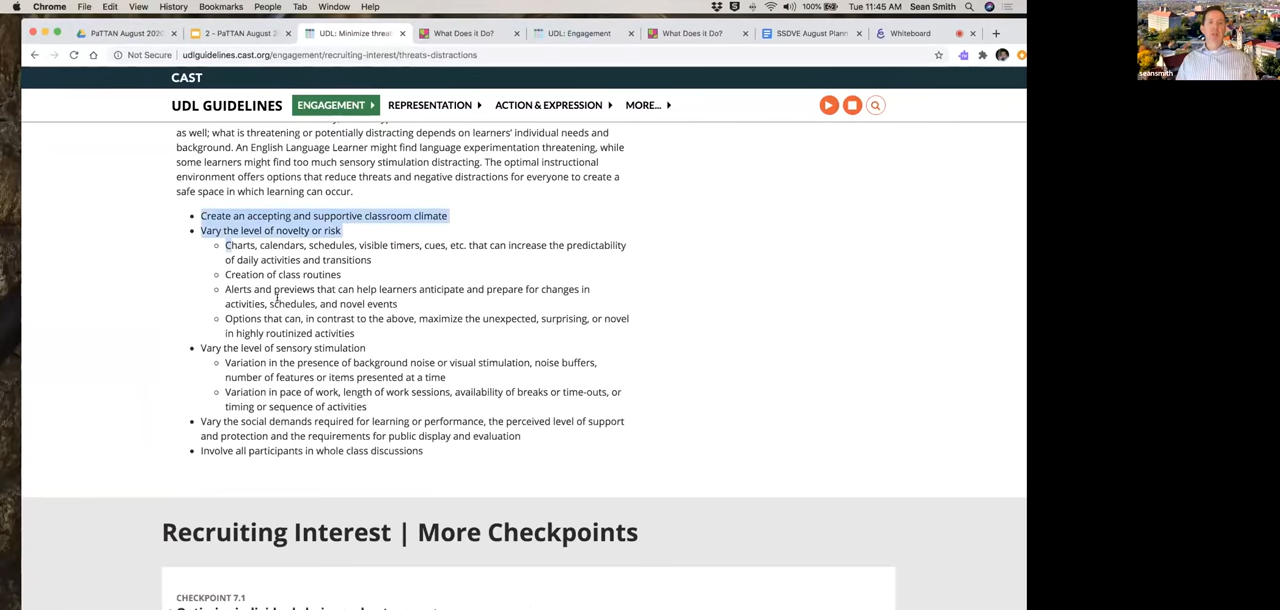 Chrome File Edit View History Bookmarks People Tab Window Help 100% Tue 11:45 AM Sean Smith
PaTTAN August 2020 2 - PaTTAN August 2 UDL: Minimize threat What Does it Do? UDL: Engagement What Does it Do? SSDVE August Plann Whiteboard
Not Secure udlguidelines.cast.org/engagement/recruiting-interest/threats-distractions
seansmith
CAST
UDL GUIDELINES ENGAGEMENT REPRESENTATION ACTION & EXPRESSION MORE...
as well; what is threatening or potentially distracting depends on learners' individual needs and
background. An English Language Learner might find language experimentation threatening, while
some learners might find too much sensory stimulation distracting. The optimal instructional
environment offers options that reduce threats and negative distractions for everyone to create a
safe space in which learning can occur.
Create an accepting and supportive classroom climate
Vary the level of novelty or risk
Charts, calendars, schedules, visible timers, cues, etc. that can increase the predictability
of daily activities and transitions
Creation of class routines
Alerts and previews that can help learners anticipate and prepare for changes in
activities, schedules, and novel events
Options that can, in contrast to the above, maximize the unexpected, surprising, or novel
in highly routinized activities
Vary the level of sensory stimulation
Variation in the presence of background noise or visual stimulation, noise buffers,
number of features or items presented at a time
Variation in pace of work, length of work sessions, availability of breaks or time-outs, or
timing or sequence of activities
Vary the social demands required for learning or performance, the perceived level of support
and protection and the requirements for public display and evaluation
Involve all participants in whole class discussions
Recruiting Interest | More Checkpoints
CHECKPOINT 7.1